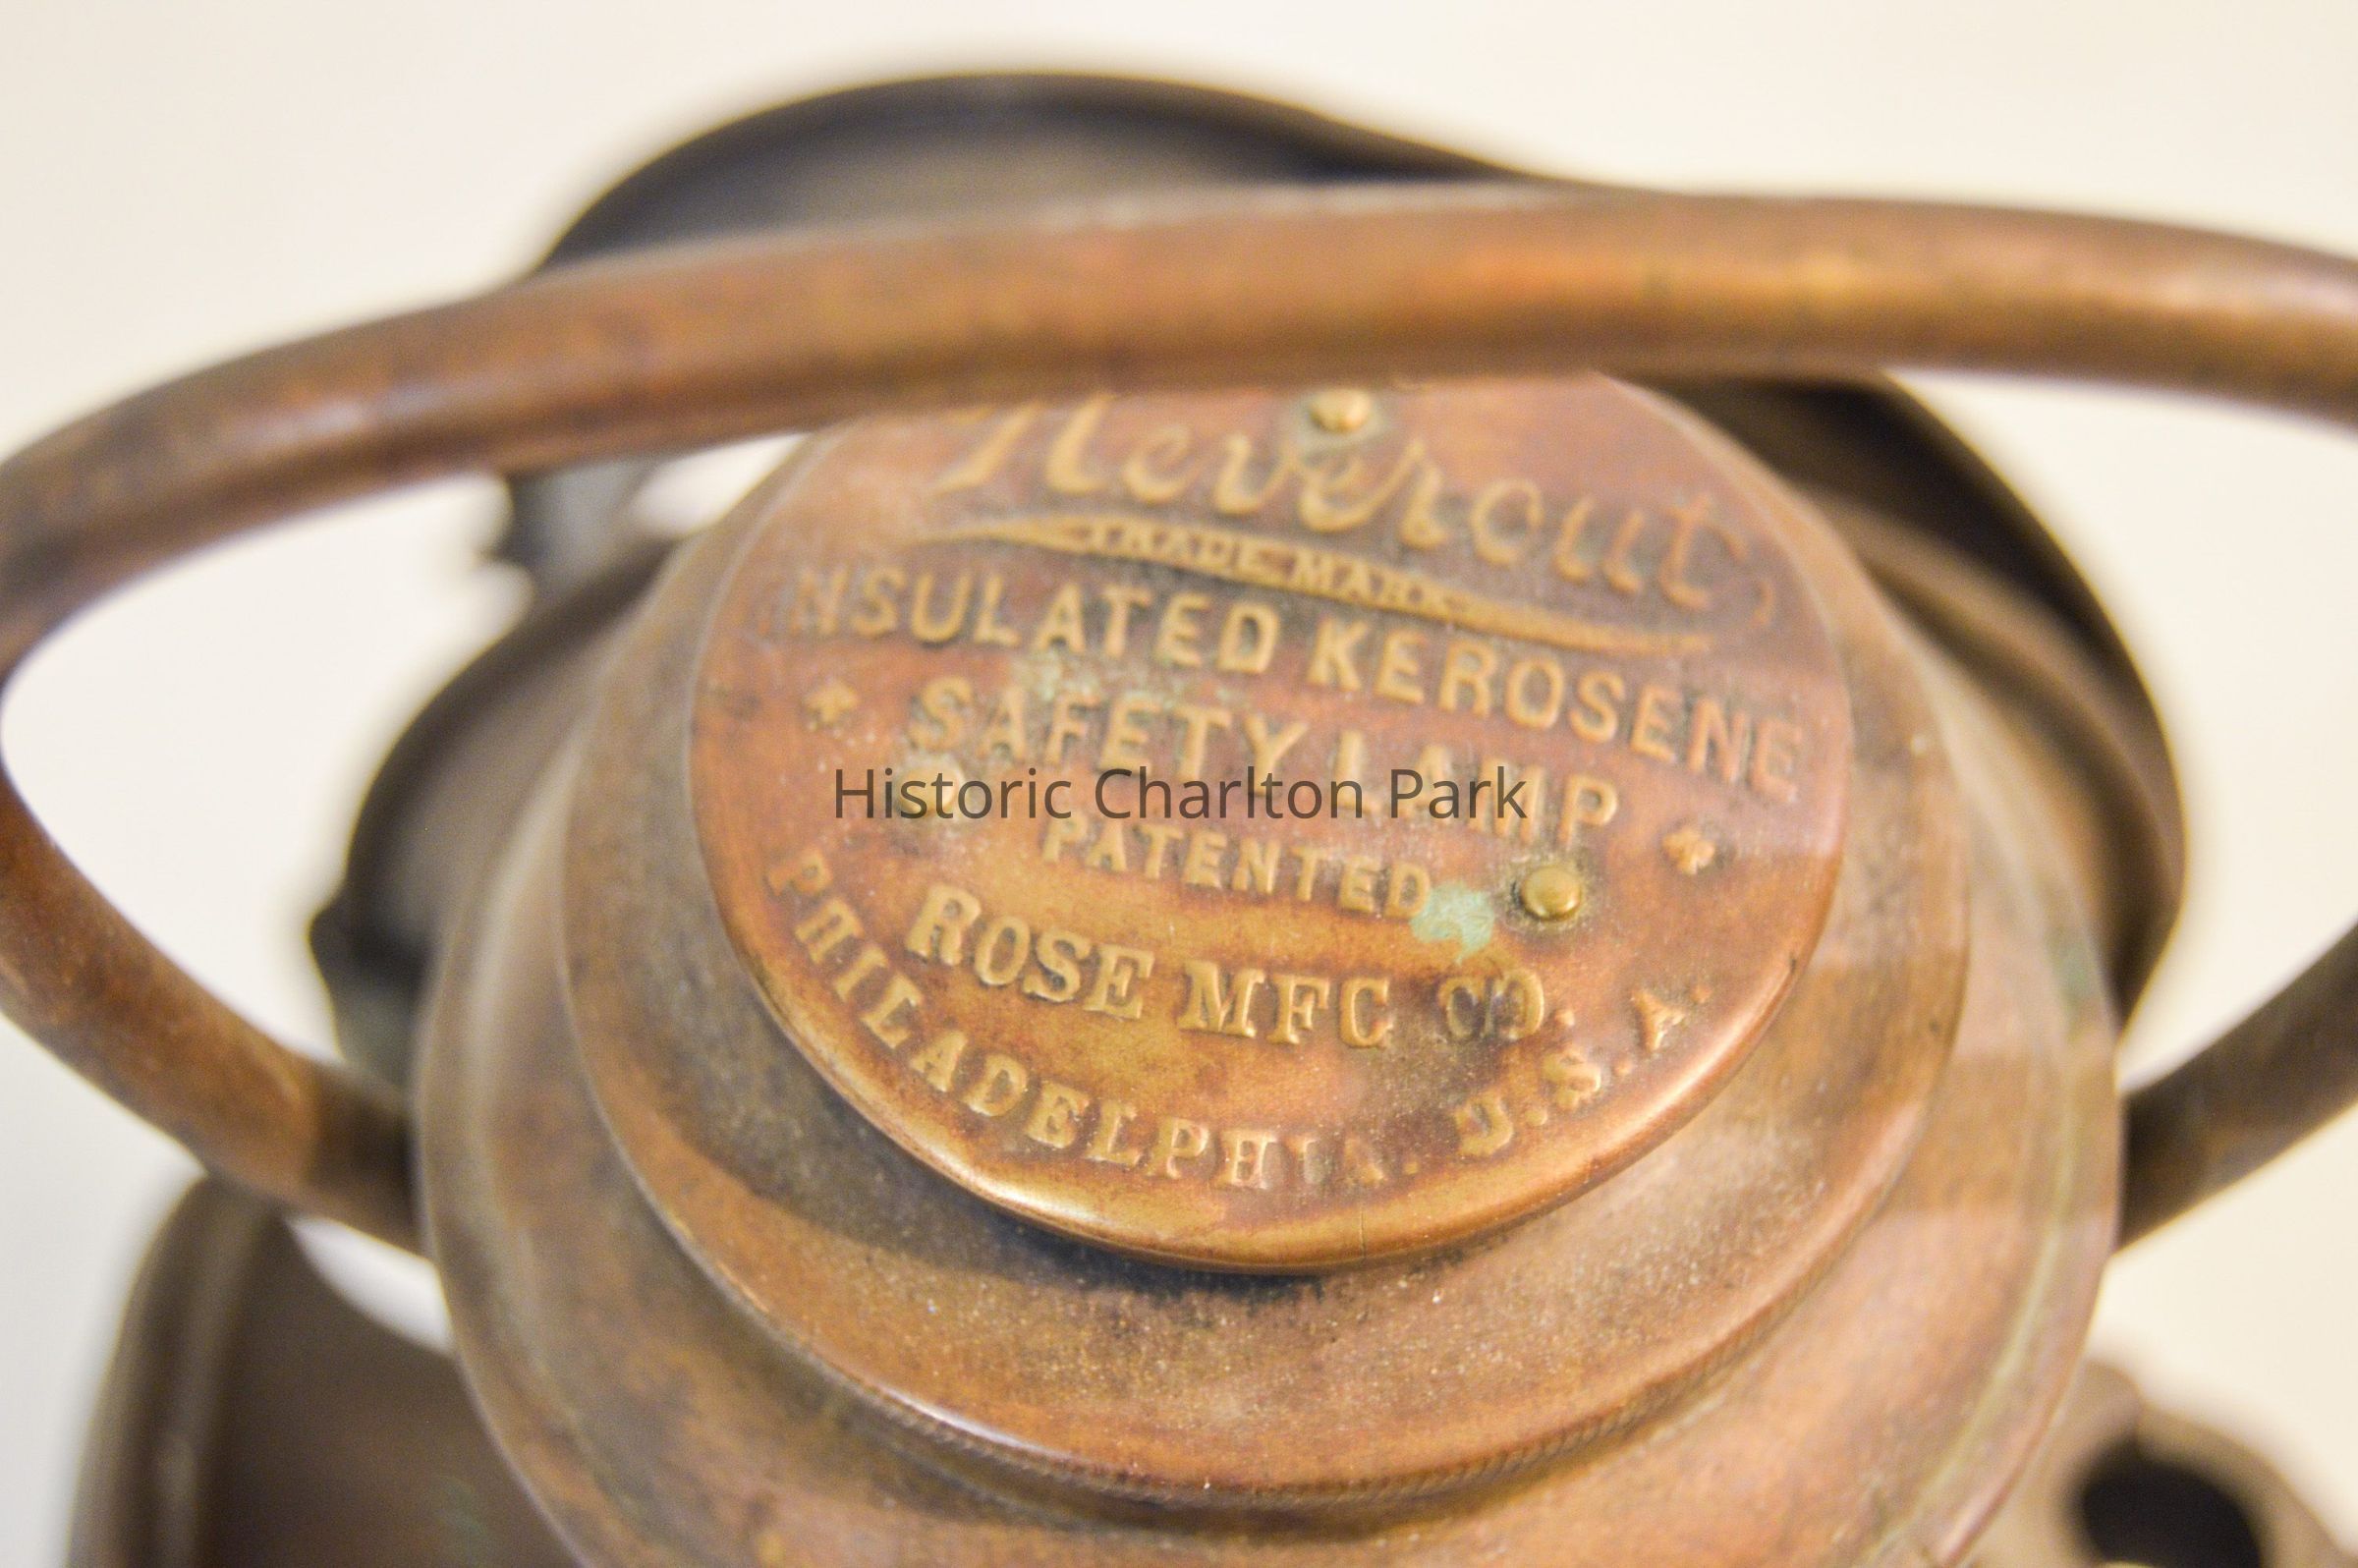 Neverout
TRADE MARK
INSULATED KEROSENE
SAFETY LAMP
Historic Charlton Park
PATENTED
ROSE MFG CO.
PHILADELPHIA. U.S.A.